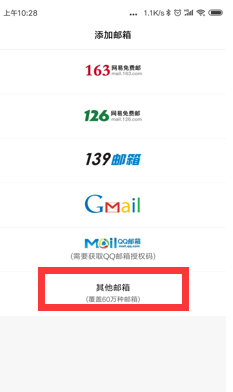 上午10:28
... 1.1K/s
添加邮箱
163 网易免费邮
mail.163.com
126 网易免费邮
mail.126.com
139邮箱
Gmail
Mail QQ邮箱
mail.qq.com
(需要获取QQ邮箱授权码)
其他邮箱
(覆盖60万种邮箱)